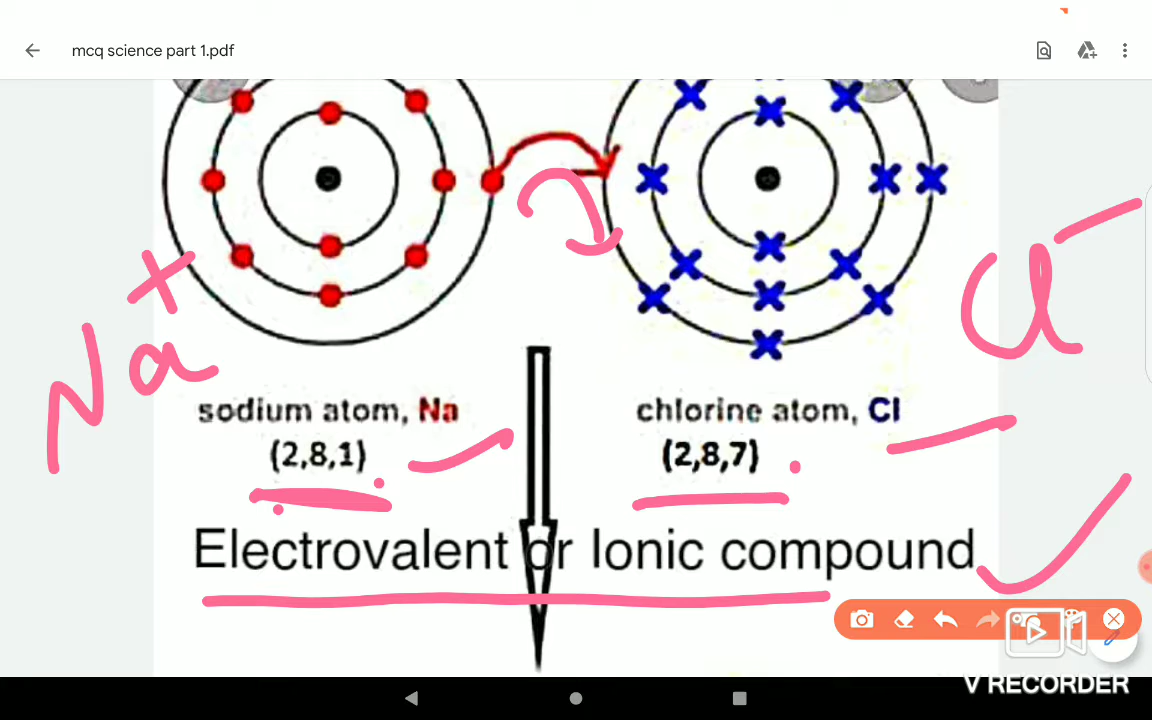 mcq science part 1.pdf
Na+
Cl-
sodium atom, Na
chlorine atom, Cl
(2,8,1)
(2,8,7)
Electrovalent or Ionic compound
V RECORDER